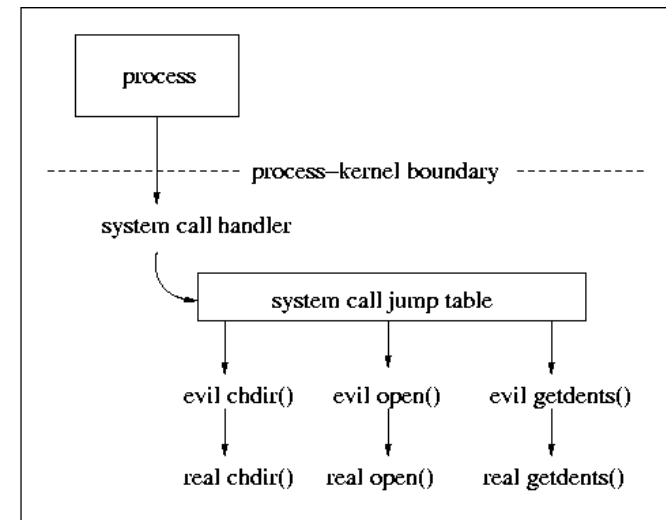 process
process–kernel boundary
system call handler
system call jump table
evil chdir()
evil open()
evil getdents()
real chdir()
real open()
real getdents()